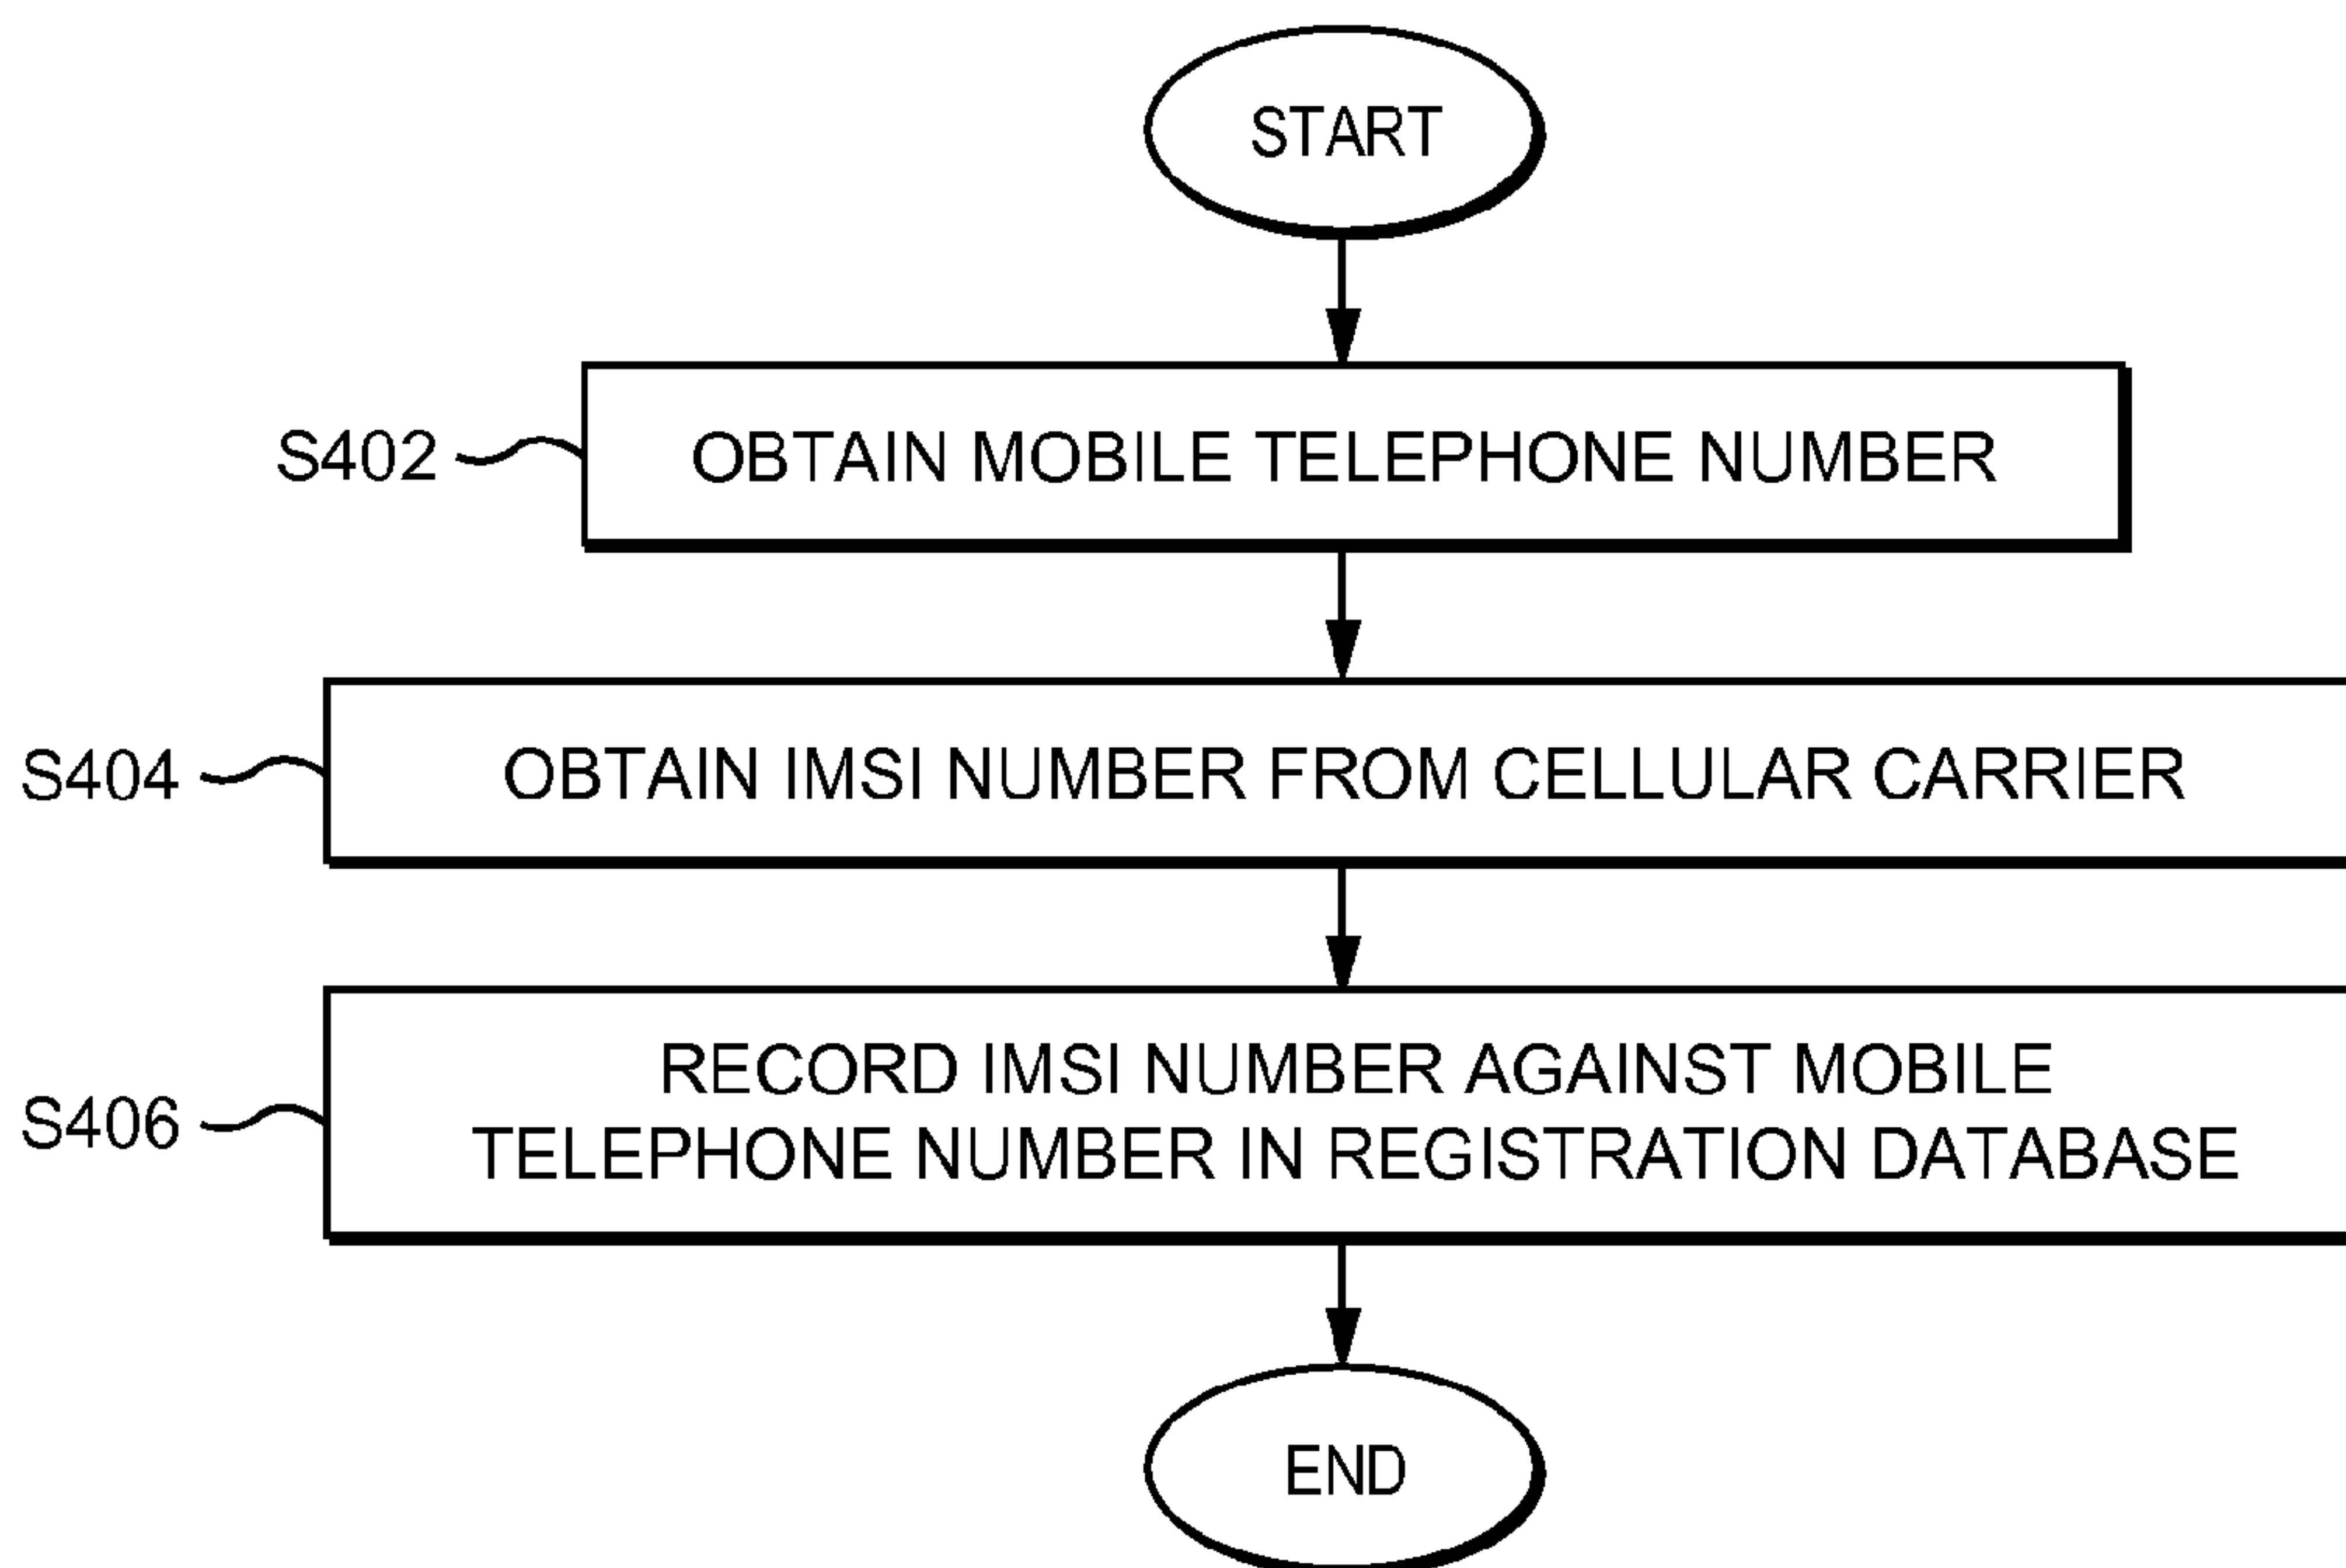 START
S402
OBTAIN MOBILE TELEPHONE NUMBER
S404
OBTAIN IMSI NUMBER FROM CELLULAR CARRIER
S406
RECORD IMSI NUMBER AGAINST MOBILE
TELEPHONE NUMBER IN REGISTRATION DATABASE
END